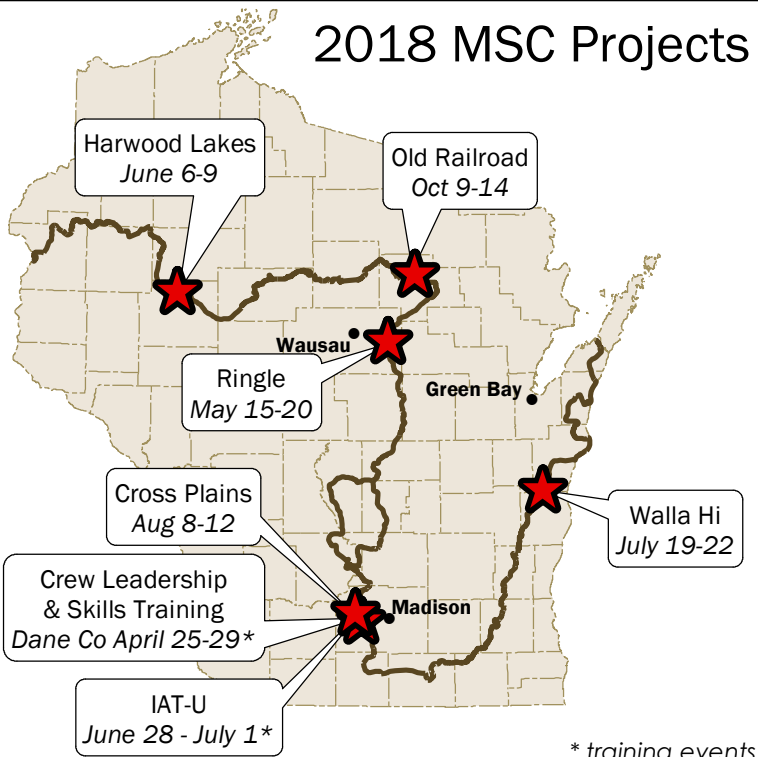 2018 MSC Projects
Harwood Lakes
June 6-9
Old Railroad
Oct 9-14
Wausau
Ringle
May 15-20
Green Bay
Cross Plains
Aug 8-12
Walla Hi
July 19-22
Crew Leadership
& Skills Training
Dane Co April 25-29*
Madison
IAT-U
June 28 - July 1*
* training events